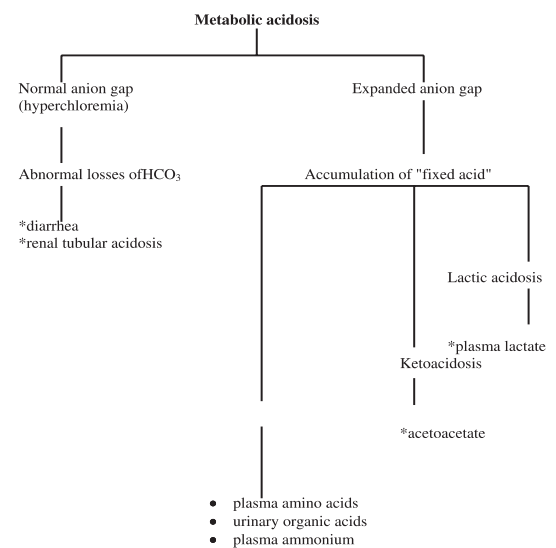 Metabolic acidosis
Normal anion gap
(hyperchloremia)
Expanded anion gap
Abnormal losses ofHCO₃
Accumulation of "fixed acid"
*diarrhea
*renal tubular acidosis
Lactic acidosis
*plasma lactate
Ketoacidosis
*acetoacetate
● plasma amino acids
● urinary organic acids
● plasma ammonium